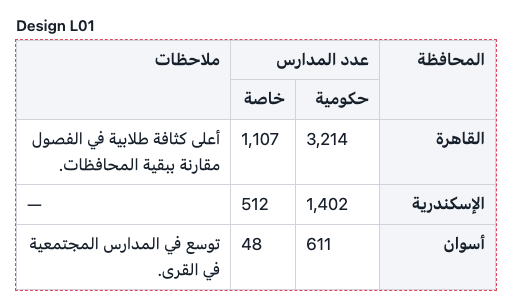 Design L01
المحافظة
عدد المدارس
ملاحظات
حكومية
خاصة
القاهرة
3,214
1,107
أعلى كثافة طلابية في الفصول
مقارنة ببقية المحافظات.
الإسكندرية
1,402
512
—
أسوان
611
48
توسع في المدارس المجتمعية
في القرى.